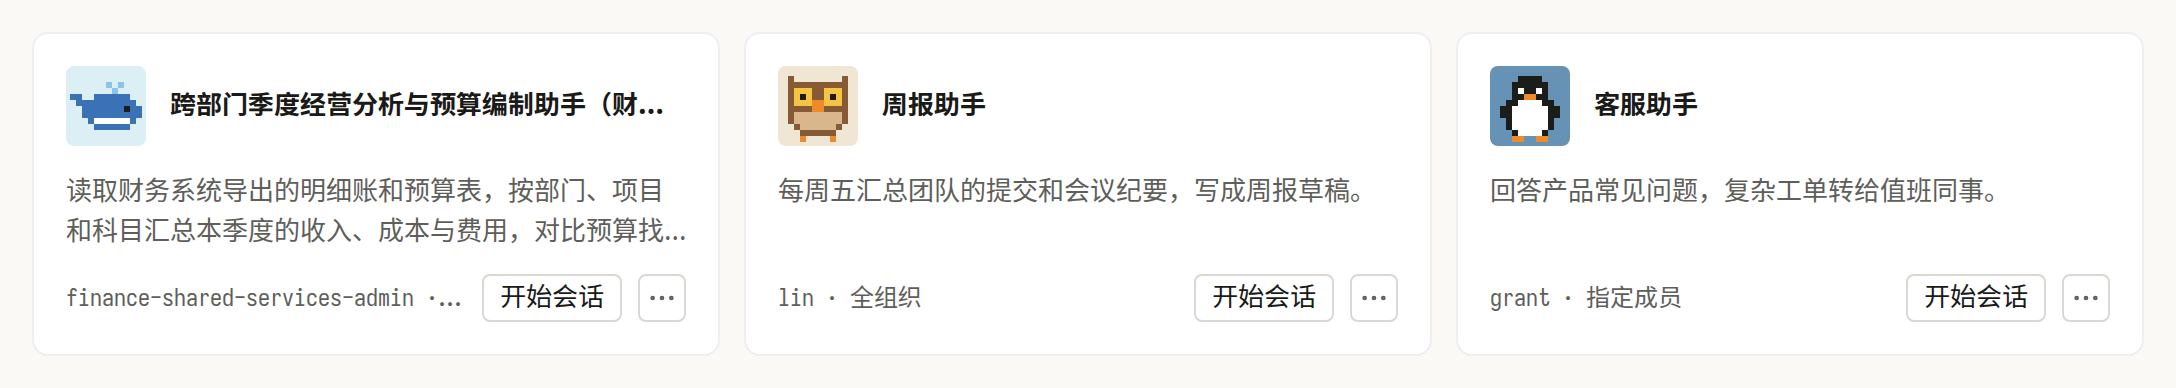 跨部门季度经营分析与预算编制助手（财...
读取财务系统导出的明细账和预算表，按部门、项目
和科目汇总本季度的收入、成本与费用，对比预算找...
finance-shared-services-admin ·...
开始会话
...
周报助手
每周五汇总团队的提交和会议纪要，写成周报草稿。
lin · 全组织
开始会话
...
客服助手
回答产品常见问题，复杂工单转给值班同事。
grant · 指定成员
开始会话
...